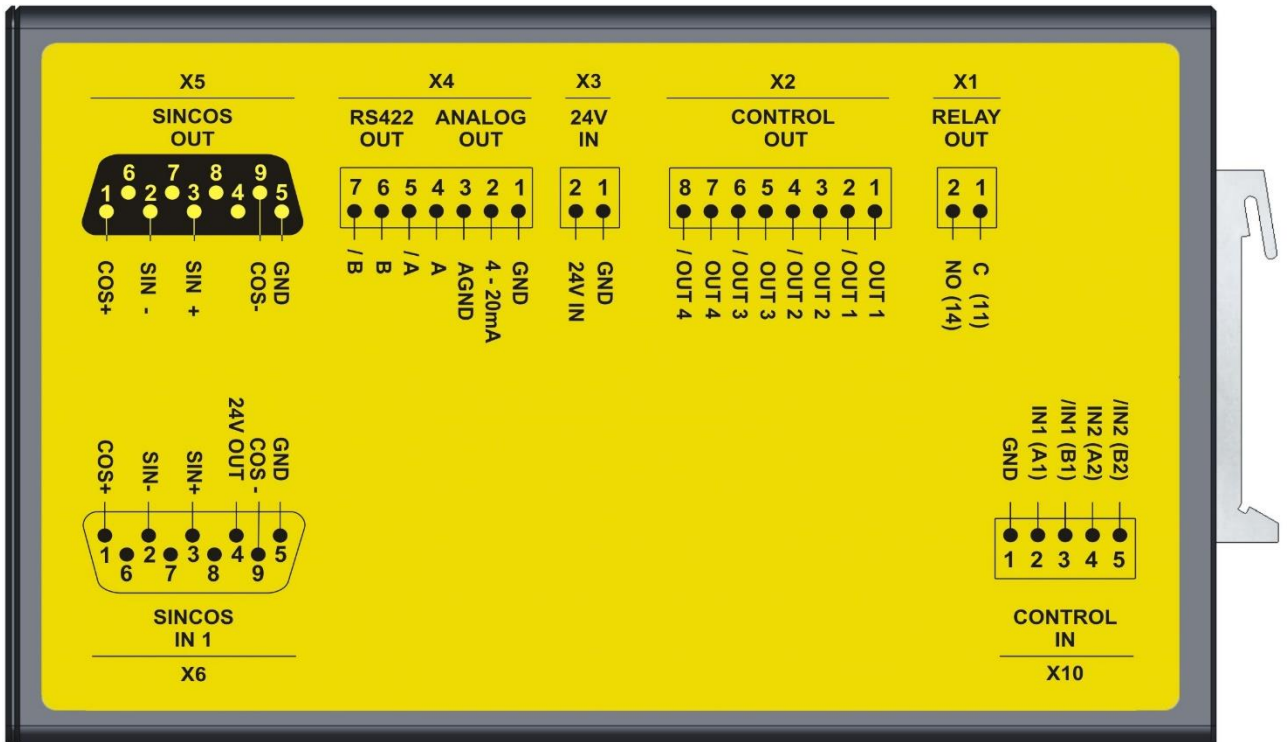 X5
SINCOS
OUT
6 7 8 9
1 2 3 4 5
COS+ SIN - SIN + COS- GND
X4
RS422 OUT
ANALOG OUT
7 6 5 4 3 2 1
/ B B / A A AGND 4 - 20mA GND
X3
24V
IN
2 1
24V IN GND
X2
CONTROL
OUT
8 7 6 5 4 3 2 1
/ OUT 4 OUT 4 / OUT 3 OUT 3 / OUT 2 OUT 2 / OUT 1 OUT 1
X1
RELAY
OUT
2 1
NO (14) C (11)
COS+ SIN- SIN+ 24V OUT COS - GND
1 2 3 4 5
6 7 8 9
SINCOS
IN 1
X6
GND IN1 (A1) /IN1 (B1) IN2 (A2) /IN2 (B2)
1 2 3 4 5
CONTROL
IN
X10